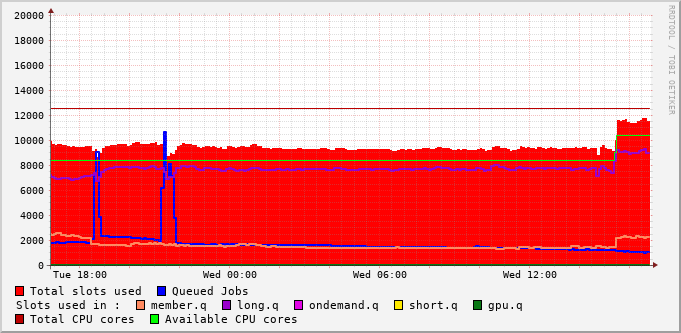 RRDTOOL / TOBI OETIKER
20000
18000
16000
14000
12000
10000
8000
6000
4000
2000
0
Tue 18:00 Wed 00:00 Wed 06:00 Wed 12:00
Total slots used Queued Jobs
Slots used in : member.q long.q ondemand.q short.q gpu.q
Total CPU cores Available CPU cores